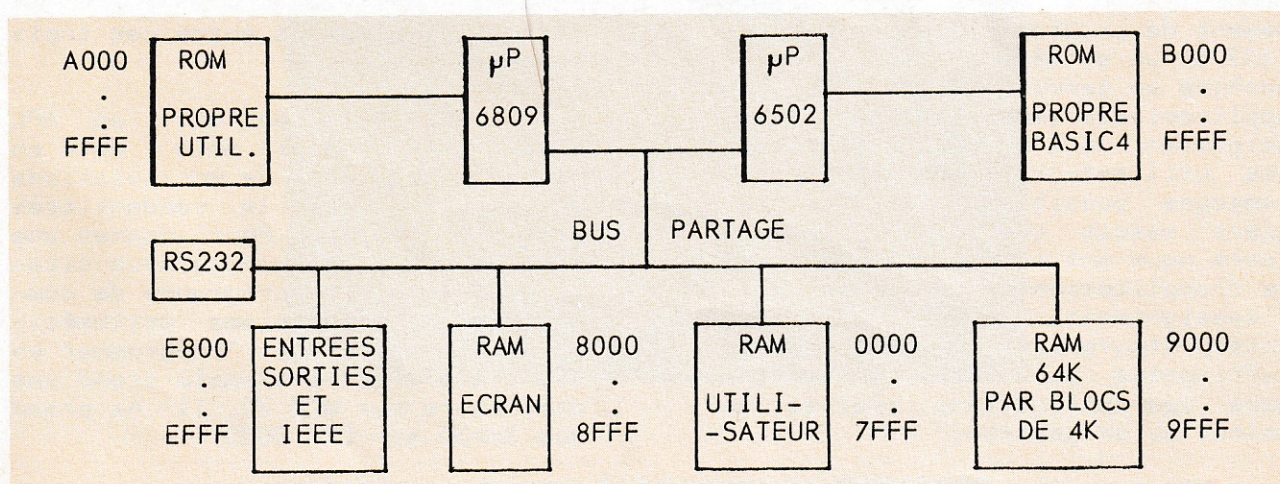 A000
.
.
FFFF
ROM
PROPRE
UTIL.
µP
6809
µP
6502
ROM
PROPRE
BASIC4
B000
.
.
FFFF
BUS PARTAGE
RS232
E800
.
.
EFFF
ENTREES
SORTIES
ET
IEEE
RAM
ECRAN
8000
.
.
8FFF
RAM
UTILI-
-SATEUR
0000
.
.
7FFF
RAM
64K
PAR BLOCS
DE 4K
9000
.
.
9FFF